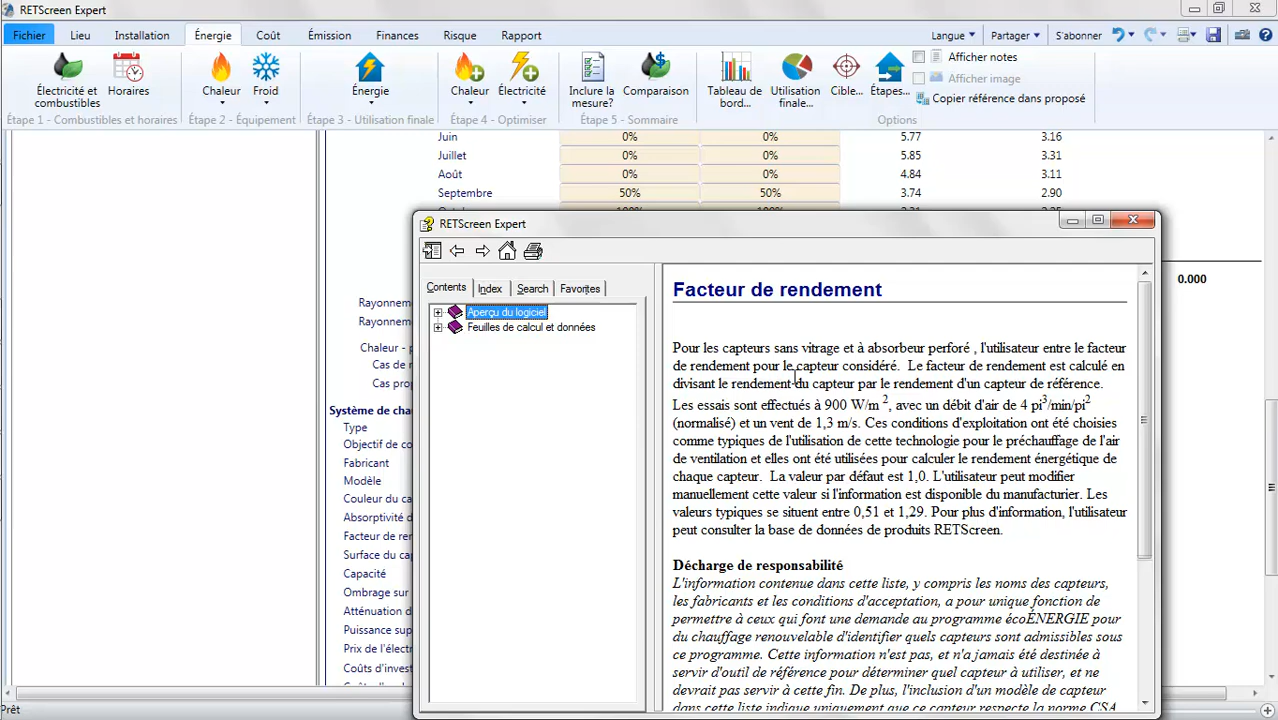 RETScreen Expert
Fichier Lieu Installation Énergie Coût Émission Finances Risque Rapport Langue Partager S'abonner
Électricité et combustibles Horaires Chaleur Froid Énergie Chaleur Électricité Inclure la mesure? Comparaison Tableau de bord... Utilisation finale... Cible... Étapes... Afficher notes
Afficher image
Copier référence dans proposé
Étape 1 - Combustibles et horaires Étape 2 - Équipement Étape 3 - Utilisation finale Étape 4 - Optimiser Étape 5 - Sommaire Options
Juin 0% 0% 5.77 3.16
Juillet 0% 0% 5.85 3.31
Août 0% 0% 4.84 3.11
Septembre 50% 50% 3.74 2.90
0.000
Rayonnem
Rayonnem
Chaleur - p
Cas de
Cas prop
Système de cha
Type
Objectif de co
Fabricant
Modèle
Couleur du ca
Absorptivité d
Facteur de ren
Surface du cap
Capacité
Ombrage sur
Atténuation d
Puissance sup
Prix de l'électr
Coûts d'invest
RETScreen Expert
Contents Index Search Favorites
Aperçu du logiciel
Feuilles de calcul et données
Facteur de rendement
Pour les capteurs sans vitrage et à absorbeur perforé , l'utilisateur entre le facteur
de rendement pour le capteur considéré. Le facteur de rendement est calculé en
divisant le rendement du capteur par le rendement d'un capteur de référence.
Les essais sont effectués à 900 W/m 2, avec un débit d'air de 4 pi3/min/pi2
(normalisé) et un vent de 1,3 m/s. Ces conditions d'exploitation ont été choisies
comme typiques de l'utilisation de cette technologie pour le préchauffage de l'air
de ventilation et elles ont été utilisées pour calculer le rendement énergétique de
chaque capteur. La valeur par défaut est 1,0. L'utilisateur peut modifier
manuellement cette valeur si l'information est disponible du manufacturier. Les
valeurs typiques se situent entre 0,51 et 1,29. Pour plus d'information, l'utilisateur
peut consulter la base de données de produits RETScreen.
Décharge de responsabilité
L'information contenue dans cette liste, y compris les noms des capteurs,
les fabricants et les conditions d'acceptation, a pour unique fonction de
permettre à ceux qui font une demande au programme écoÉNERGIE pour
du chauffage renouvelable d'identifier quels capteurs sont admissibles sous
ce programme. Cette information n'est pas, et n'a jamais été destinée à
servir d'outil de référence pour déterminer quel capteur à utiliser, et ne
devrait pas servir à cette fin. De plus, l'inclusion d'un modèle de capteur
dans cette liste indique uniquement que ce capteur respecte la norme CSA
Prêt